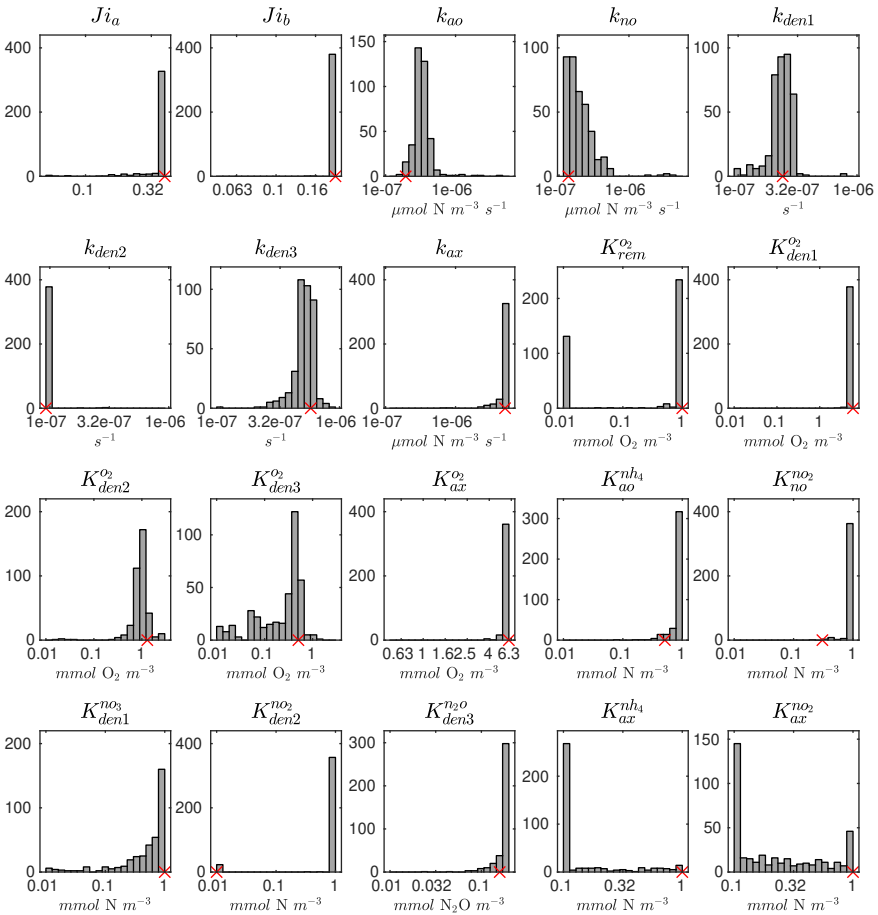 Ji_a Ji_b k_ao k_no k_den1
400 200 0 0.1 0.32
400 200 0 0.063 0.1 0.16
150 100 50 0 1e-07 1e-06 μmol N m^-3 s^-1
100 50 0 1e-07 1e-06 μmol N m^-3 s^-1
100 50 0 1e-07 3.2e-07 1e-06 s^-1
k_den2 k_den3 k_ax K_rem^o2 K_den1^o2
400 200 0 1e-07 3.2e-07 1e-06 s^-1
100 50 0 1e-07 3.2e-07 1e-06 s^-1
400 200 0 1e-07 1e-06 μmol N m^-3 s^-1
200 100 0 0.01 0.1 1 mmol O2 m^-3
400 200 0 0.01 0.1 1 mmol O2 m^-3
K_den2^o2 K_den3^o2 K_ax^o2 K_ao^nh4 K_no^no2
200 100 0 0.01 0.1 1 mmol O2 m^-3
100 50 0 0.01 0.1 1 mmol O2 m^-3
400 200 0 0.63 1 1.62.5 4 6.3 mmol O2 m^-3
300 200 100 0 0.01 0.1 1 mmol N m^-3
400 200 0 0.01 0.1 1 mmol N m^-3
K_den1^no3 K_den2^no2 K_den3^n2o K_ax^nh4 K_ax^no2
200 100 0 0.01 0.1 1 mmol N m^-3
400 200 0 0.01 0.1 1 mmol N m^-3
300 200 100 0 0.01 0.032 0.1 mmol N2O m^-3
200 100 0 0.1 0.32 1 mmol N m^-3
150 100 50 0 0.1 0.32 1 mmol N m^-3